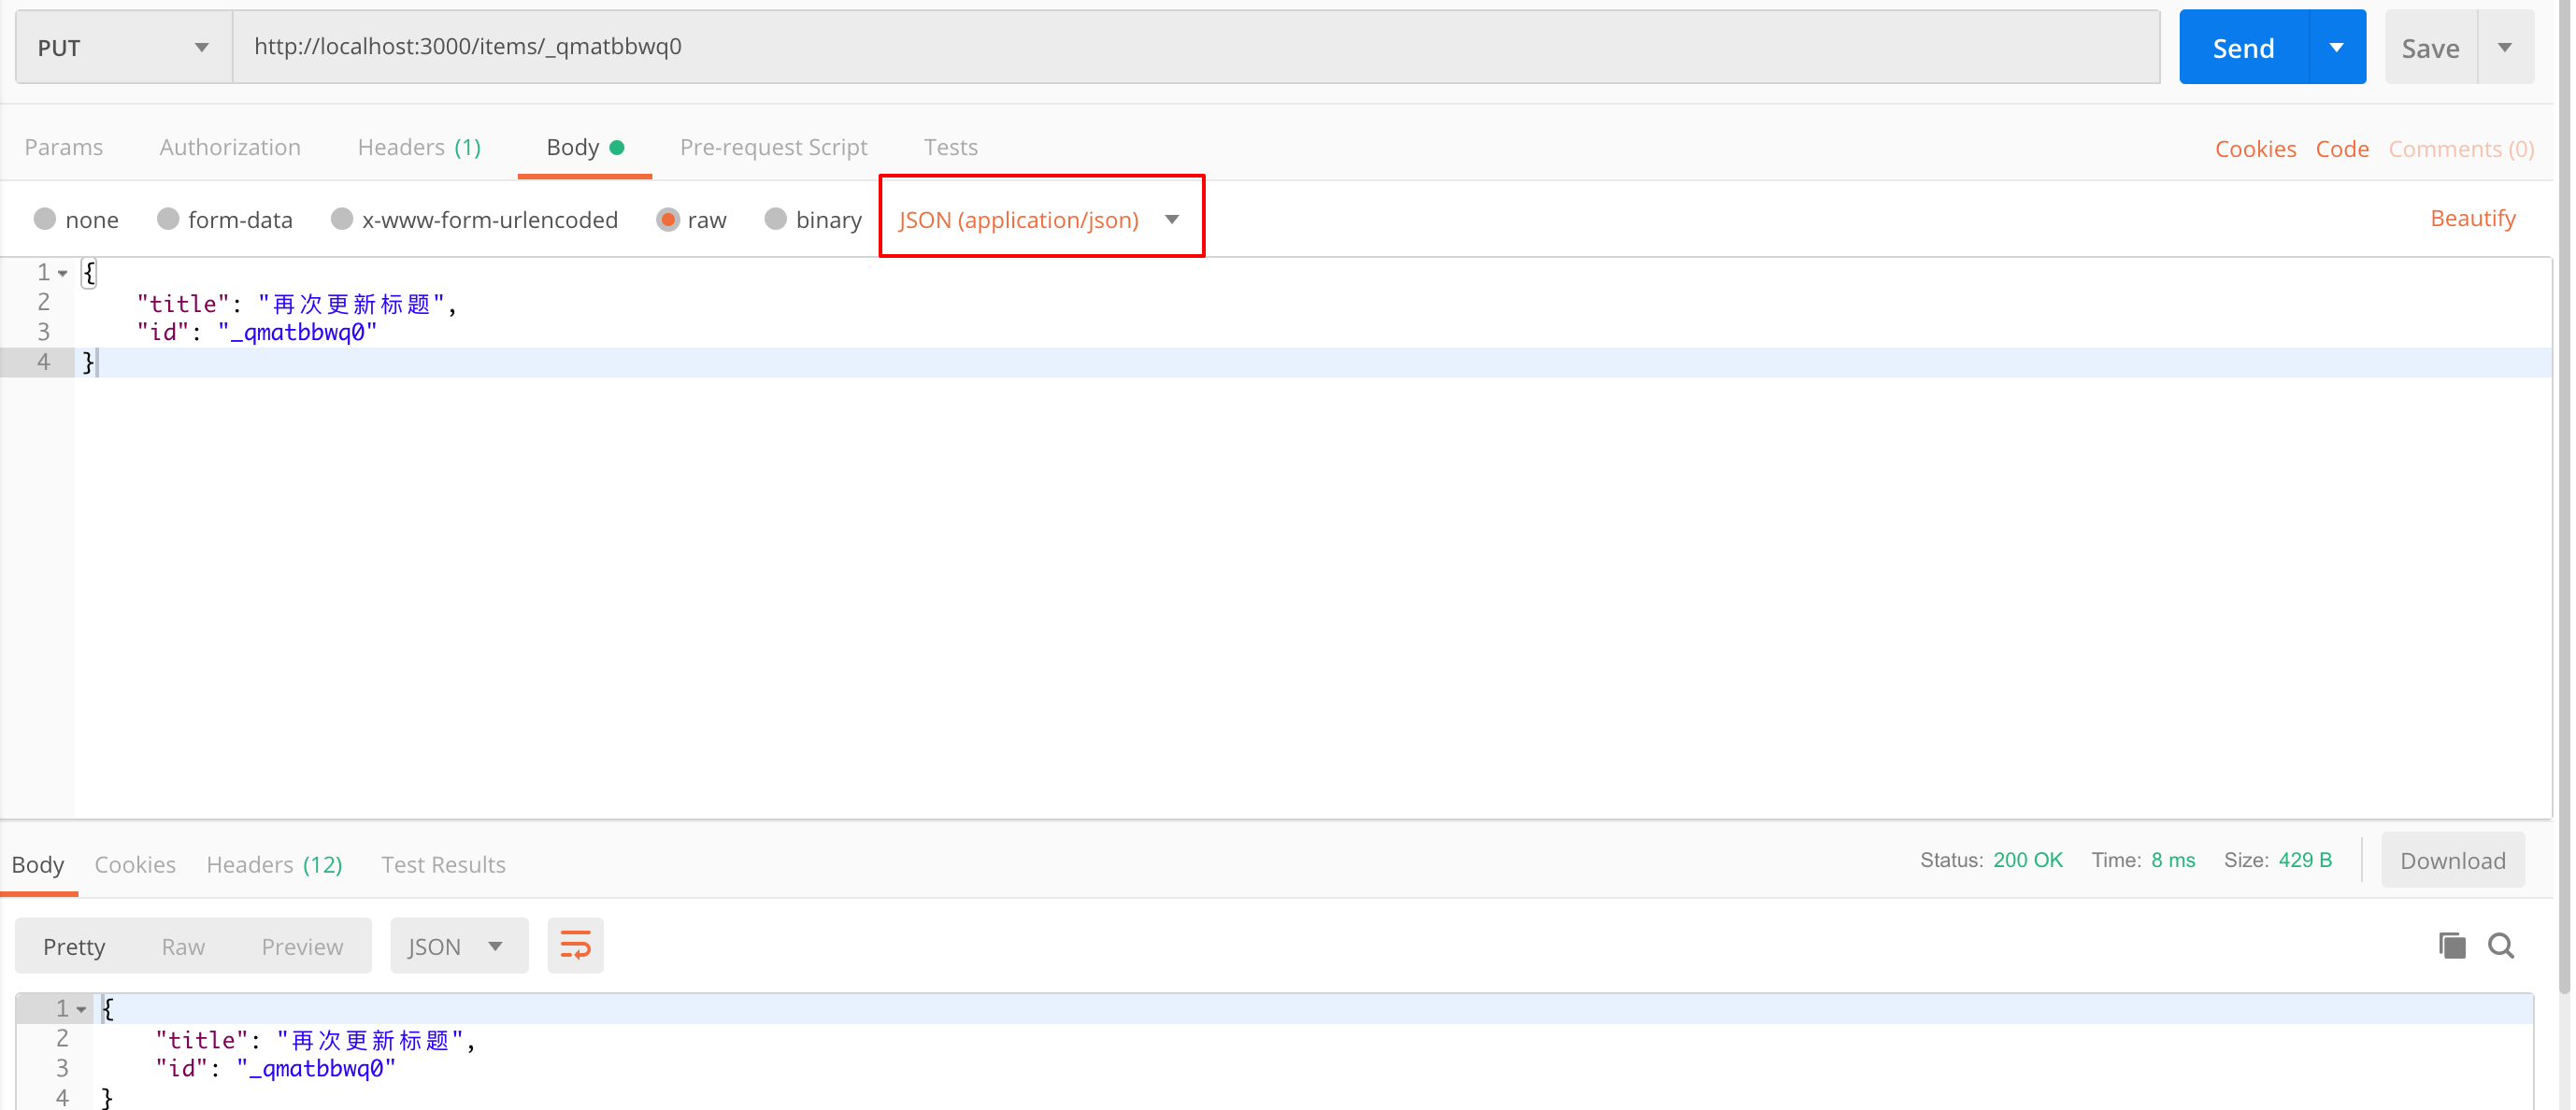 PUT http://localhost:3000/items/_qmatbbwq0 Send Save
Params Authorization Headers (1) Body Pre-request Script Tests Cookies Code Comments (0)
none form-data x-www-form-urlencoded raw binary JSON (application/json) Beautify
1 {
2 "title": "再次更新标题",
3 "id": "_qmatbbwq0"
4 }
Body Cookies Headers (12) Test Results Status: 200 OK Time: 8 ms Size: 429 B Download
Pretty Raw Preview JSON
1 {
2 "title": "再次更新标题",
3 "id": "_qmatbbwq0"
4 }